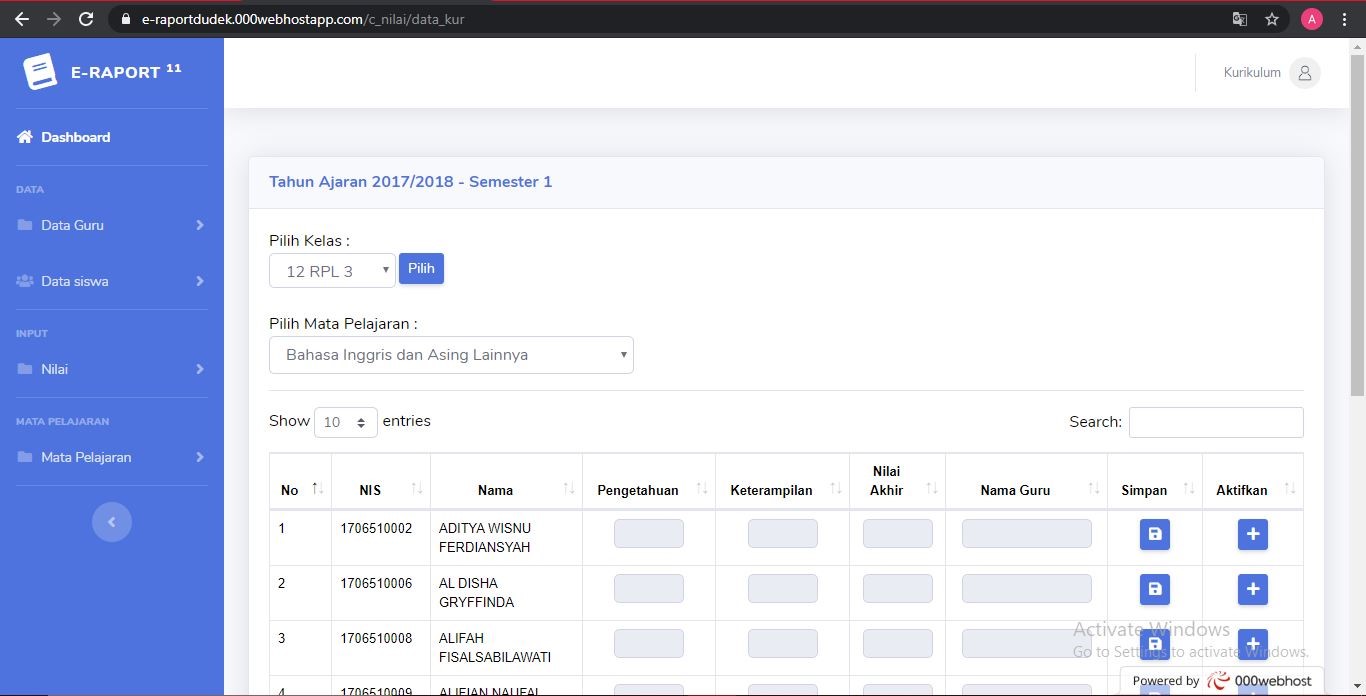 e-raportdudek.000webhostapp.com/c_nilai/data_kur
A
E-RAPORT 11
Kurikulum
Dashboard
DATA
Data Guru
Data siswa
INPUT
Nilai
MATA PELAJARAN
Mata Pelajaran
Tahun Ajaran 2017/2018 - Semester 1
Pilih Kelas :
12 RPL 3 Pilih
Pilih Mata Pelajaran :
Bahasa Inggris dan Asing Lainnya
Show 10 entries Search:
No NIS Nama Pengetahuan Keterampilan Nilai Akhir Nama Guru Simpan Aktifkan
1 1706510002 ADITYA WISNU
FERDIANSYAH
2 1706510006 AL DISHA
GRYFFINDA
3 1706510008 ALIFAH
FISALSABILAWATI
4 1706510009 ALIFIAN NAUFAL
Activate Windows
Go to Settings to activate Windows.
Powered by 000webhost